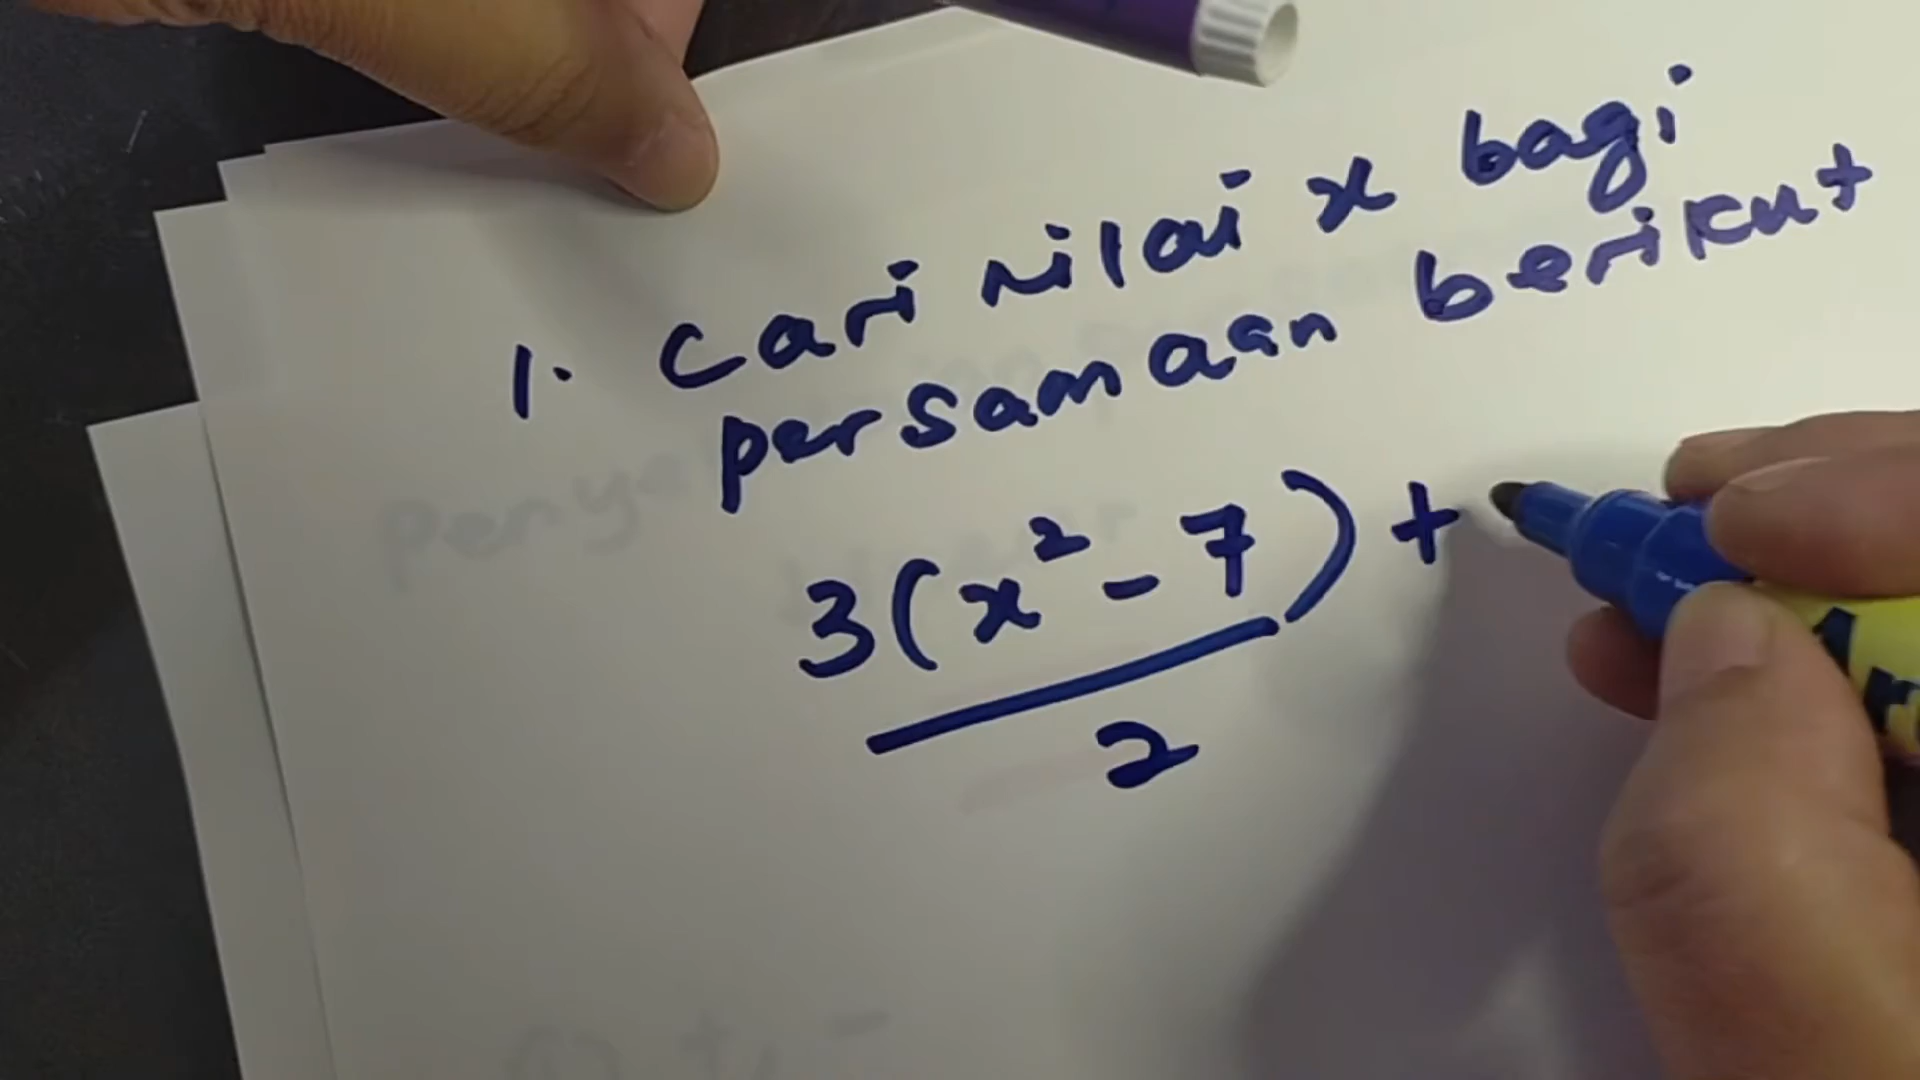 1. Cari nilai x bagi
persamaan berikut
3(x² - 7) +
2